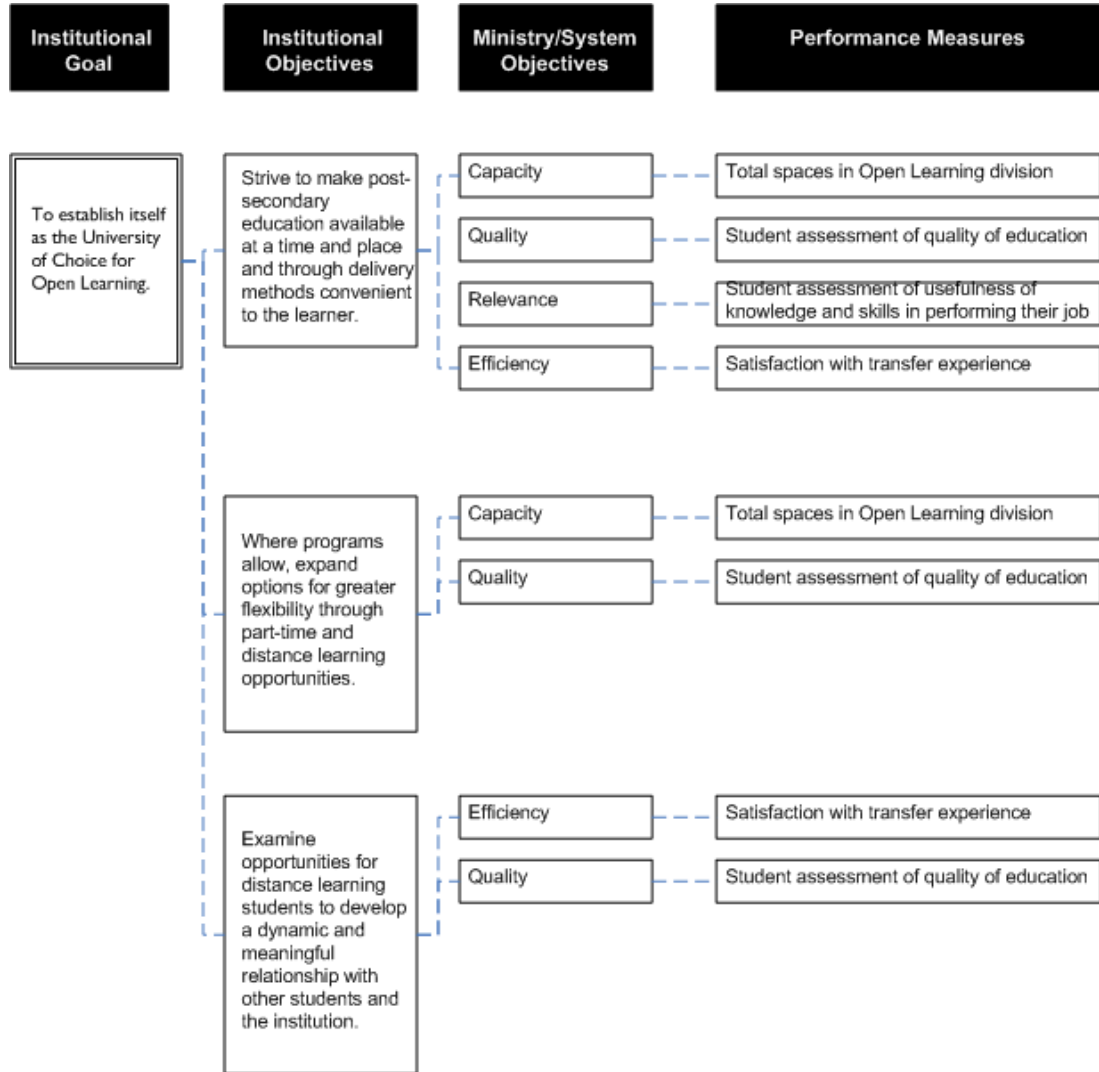 Institutional
Goal
Institutional
Objectives
Ministry/System
Objectives
Performance Measures
To establish itself
as the University
of Choice for
Open Learning.
Strive to make post-
secondary
education available
at a time and place
and through delivery
methods convenient
to the learner.
Capacity
Total spaces in Open Learning division
Quality
Student assessment of quality of education
Relevance
Student assessment of usefulness of
knowledge and skills in performing their job
Efficiency
Satisfaction with transfer experience
Where programs
allow, expand
options for greater
flexibility through
part-time and
distance learning
opportunities.
Capacity
Total spaces in Open Learning division
Quality
Student assessment of quality of education
Examine
opportunities for
distance learning
students to develop
a dynamic and
meaningful
relationship with
other students and
the institution.
Efficiency
Satisfaction with transfer experience
Quality
Student assessment of quality of education